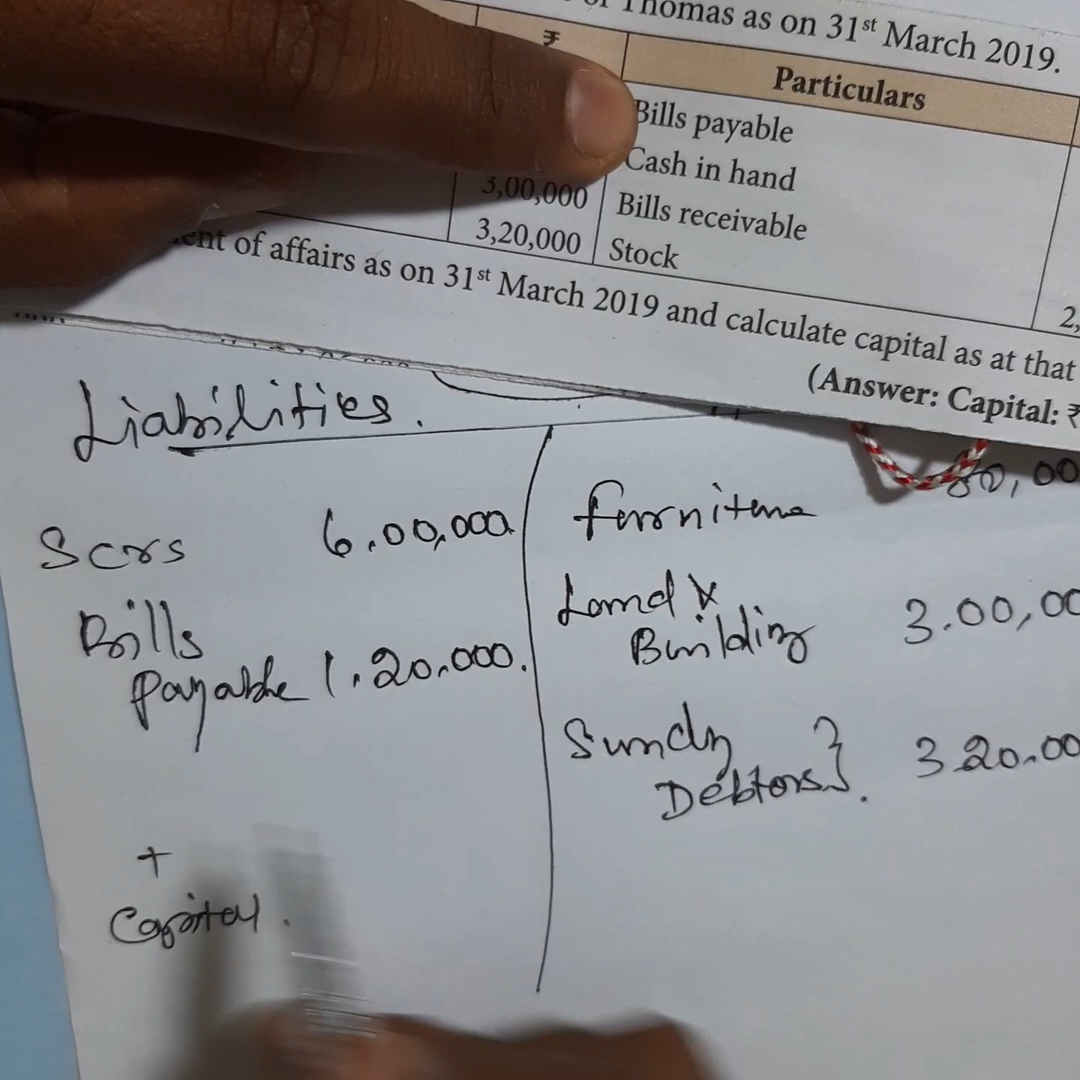 Thomas as on 31st March 2019.
₹
Particulars
Bills payable
Cash in hand
3,00,000
Bills receivable
3,20,000
Stock
2,
ent of affairs as on 31st March 2019 and calculate capital as at that
(Answer: Capital: ₹
Liabilities.
Furniture
Scrs 6.00,000
Land &
Building 3.00,00
Bills
Payable 1.20.000.
Sundry
Debtors}. 3 20.00
+
Capital.